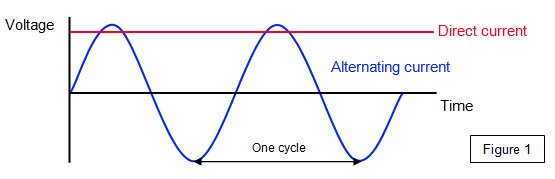 Voltage
Direct current
Alternating current
Time
One cycle
Figure 1